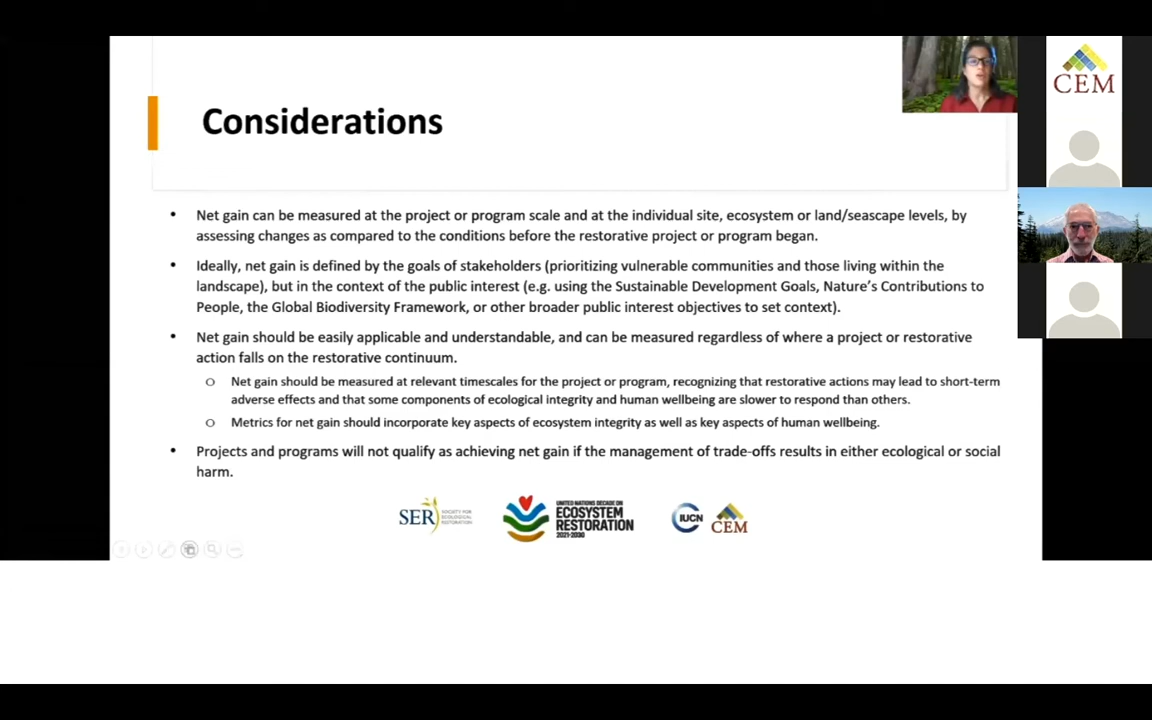 CEM
Considerations
• Net gain can be measured at the project or program scale and at the individual site, ecosystem or land/seascape levels, by
assessing changes as compared to the conditions before the restorative project or program began.
• Ideally, net gain is defined by the goals of stakeholders (prioritizing vulnerable communities and those living within the
landscape), but in the context of the public interest (e.g. using the Sustainable Development Goals, Nature's Contributions to
People, the Global Biodiversity Framework, or other broader public interest objectives to set context).
• Net gain should be easily applicable and understandable, and can be measured regardless of where a project or restorative
action falls on the restorative continuum.
o Net gain should be measured at relevant timescales for the project or program, recognizing that restorative actions may lead to short-term
adverse effects and that some components of ecological integrity and human wellbeing are slower to respond than others.
o Metrics for net gain should incorporate key aspects of ecosystem integrity as well as key aspects of human wellbeing.
• Projects and programs will not qualify as achieving net gain if the management of trade-offs results in either ecological or social
harm.
SER
SOCIETY FOR
ECOLOGICAL
RESTORATION
UNITED NATIONS DECADE ON
ECOSYSTEM
RESTORATION
2021-2030
IUCN
CEM